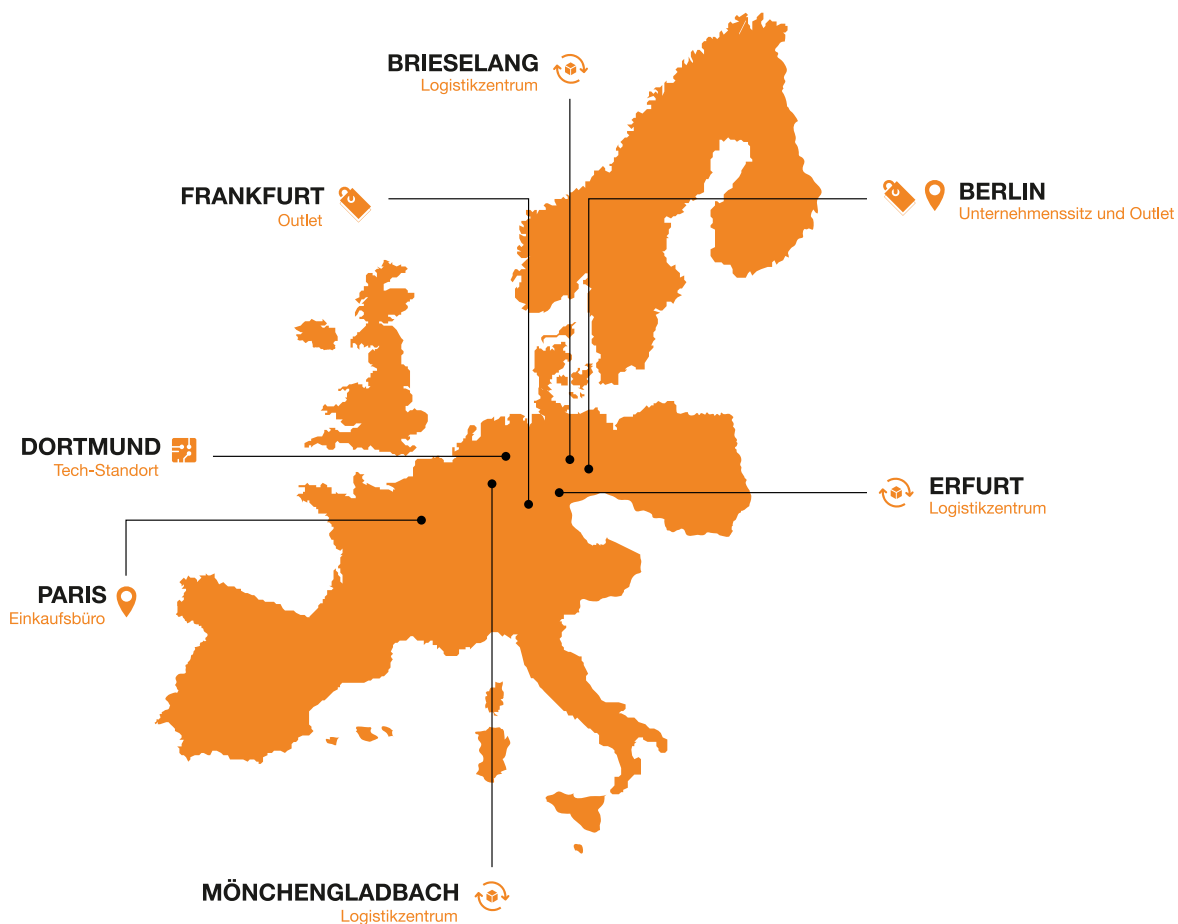 BRIESELANG
Logistikzentrum
FRANKFURT
Outlet
BERLIN
Unternehmenssitz und Outlet
DORTMUND
Tech-Standort
ERFURT
Logistikzentrum
PARIS
Einkaufsbüro
MÖNCHENGLADBACH
Logistikzentrum